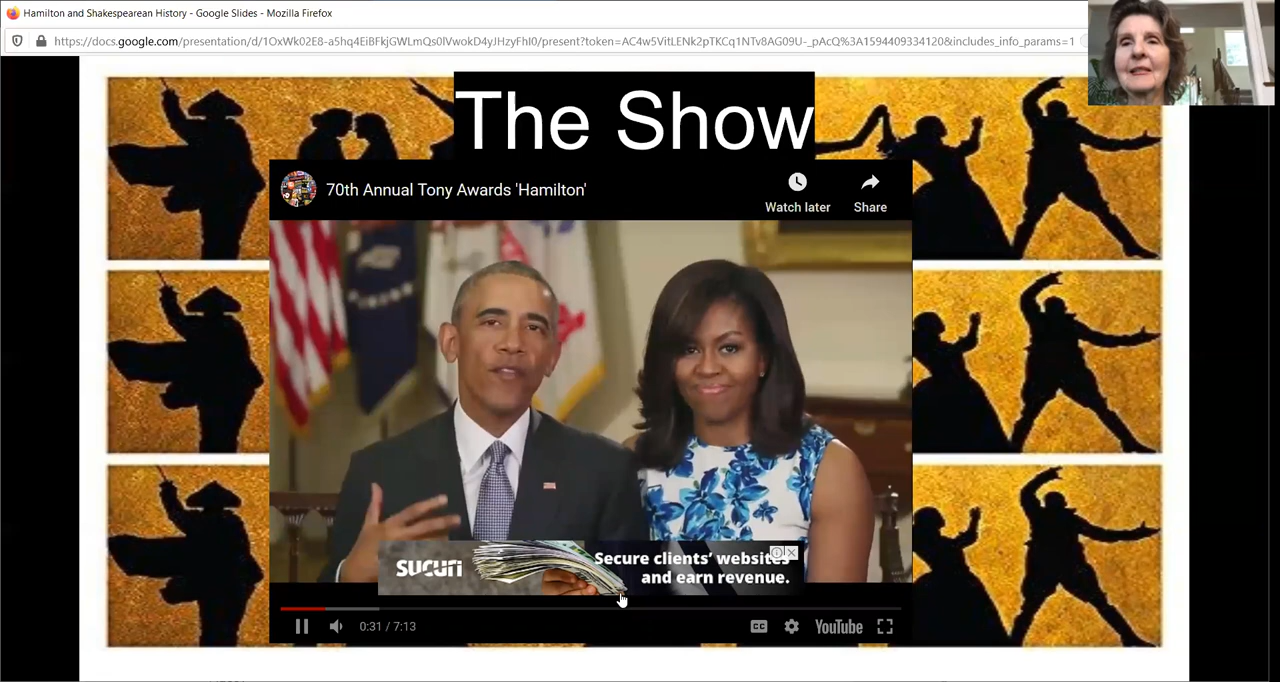 Hamilton and Shakespearean History - Google Slides - Mozilla Firefox
https://docs.google.com/presentation/d/1OxWk02E8-a5hq4EiBFkjGWLmQs0lVwokD4yJHzyFhI0/present?token=AC4w5VitLENk2pTKCq1NTv8AG09U-_pAcQ%3A1594409334120&includes_info_params=1
The Show
70th Annual Tony Awards 'Hamilton'
Watch later
Share
SUCURI
Secure clients' websites
and earn revenue.
0:31 / 7:13
CC
YouTube